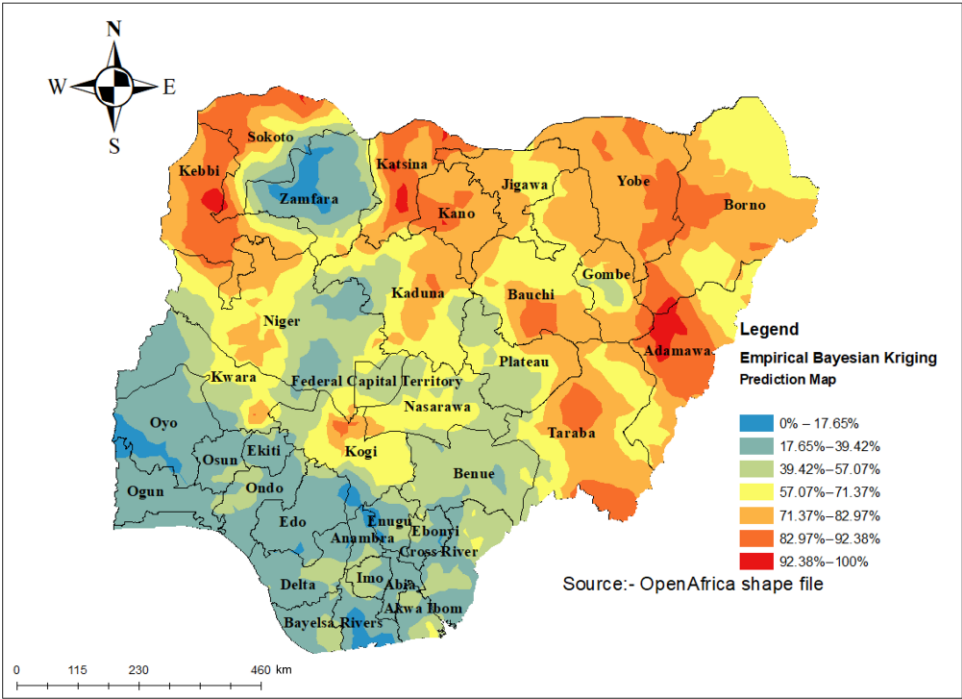 N
W E
S
Sokoto
Kebbi
Zamfara
Katsina
Kano
Jigawa
Yobe
Borno
Gombe
Kaduna
Bauchi
Niger
Adamawa
Plateau
Federal Capital Territory
Kwara
Nasarawa
Taraba
Oyo
Kogi
Osun
Ekiti
Benue
Ogun
Ondo
Edo
Enugu
Anambra
Ebonyi
Cross River
Delta
Imo
Abia
Akwa Ibom
Bayelsa Rivers
Legend
Empirical Bayesian Kriging
Prediction Map
0% – 17.65%
17.65%–39.42%
39.42%–57.07%
57.07%–71.37%
71.37%–82.97%
82.97%–92.38%
92.38%–100%
Source:- OpenAfrica shape file
0 115 230 460 km